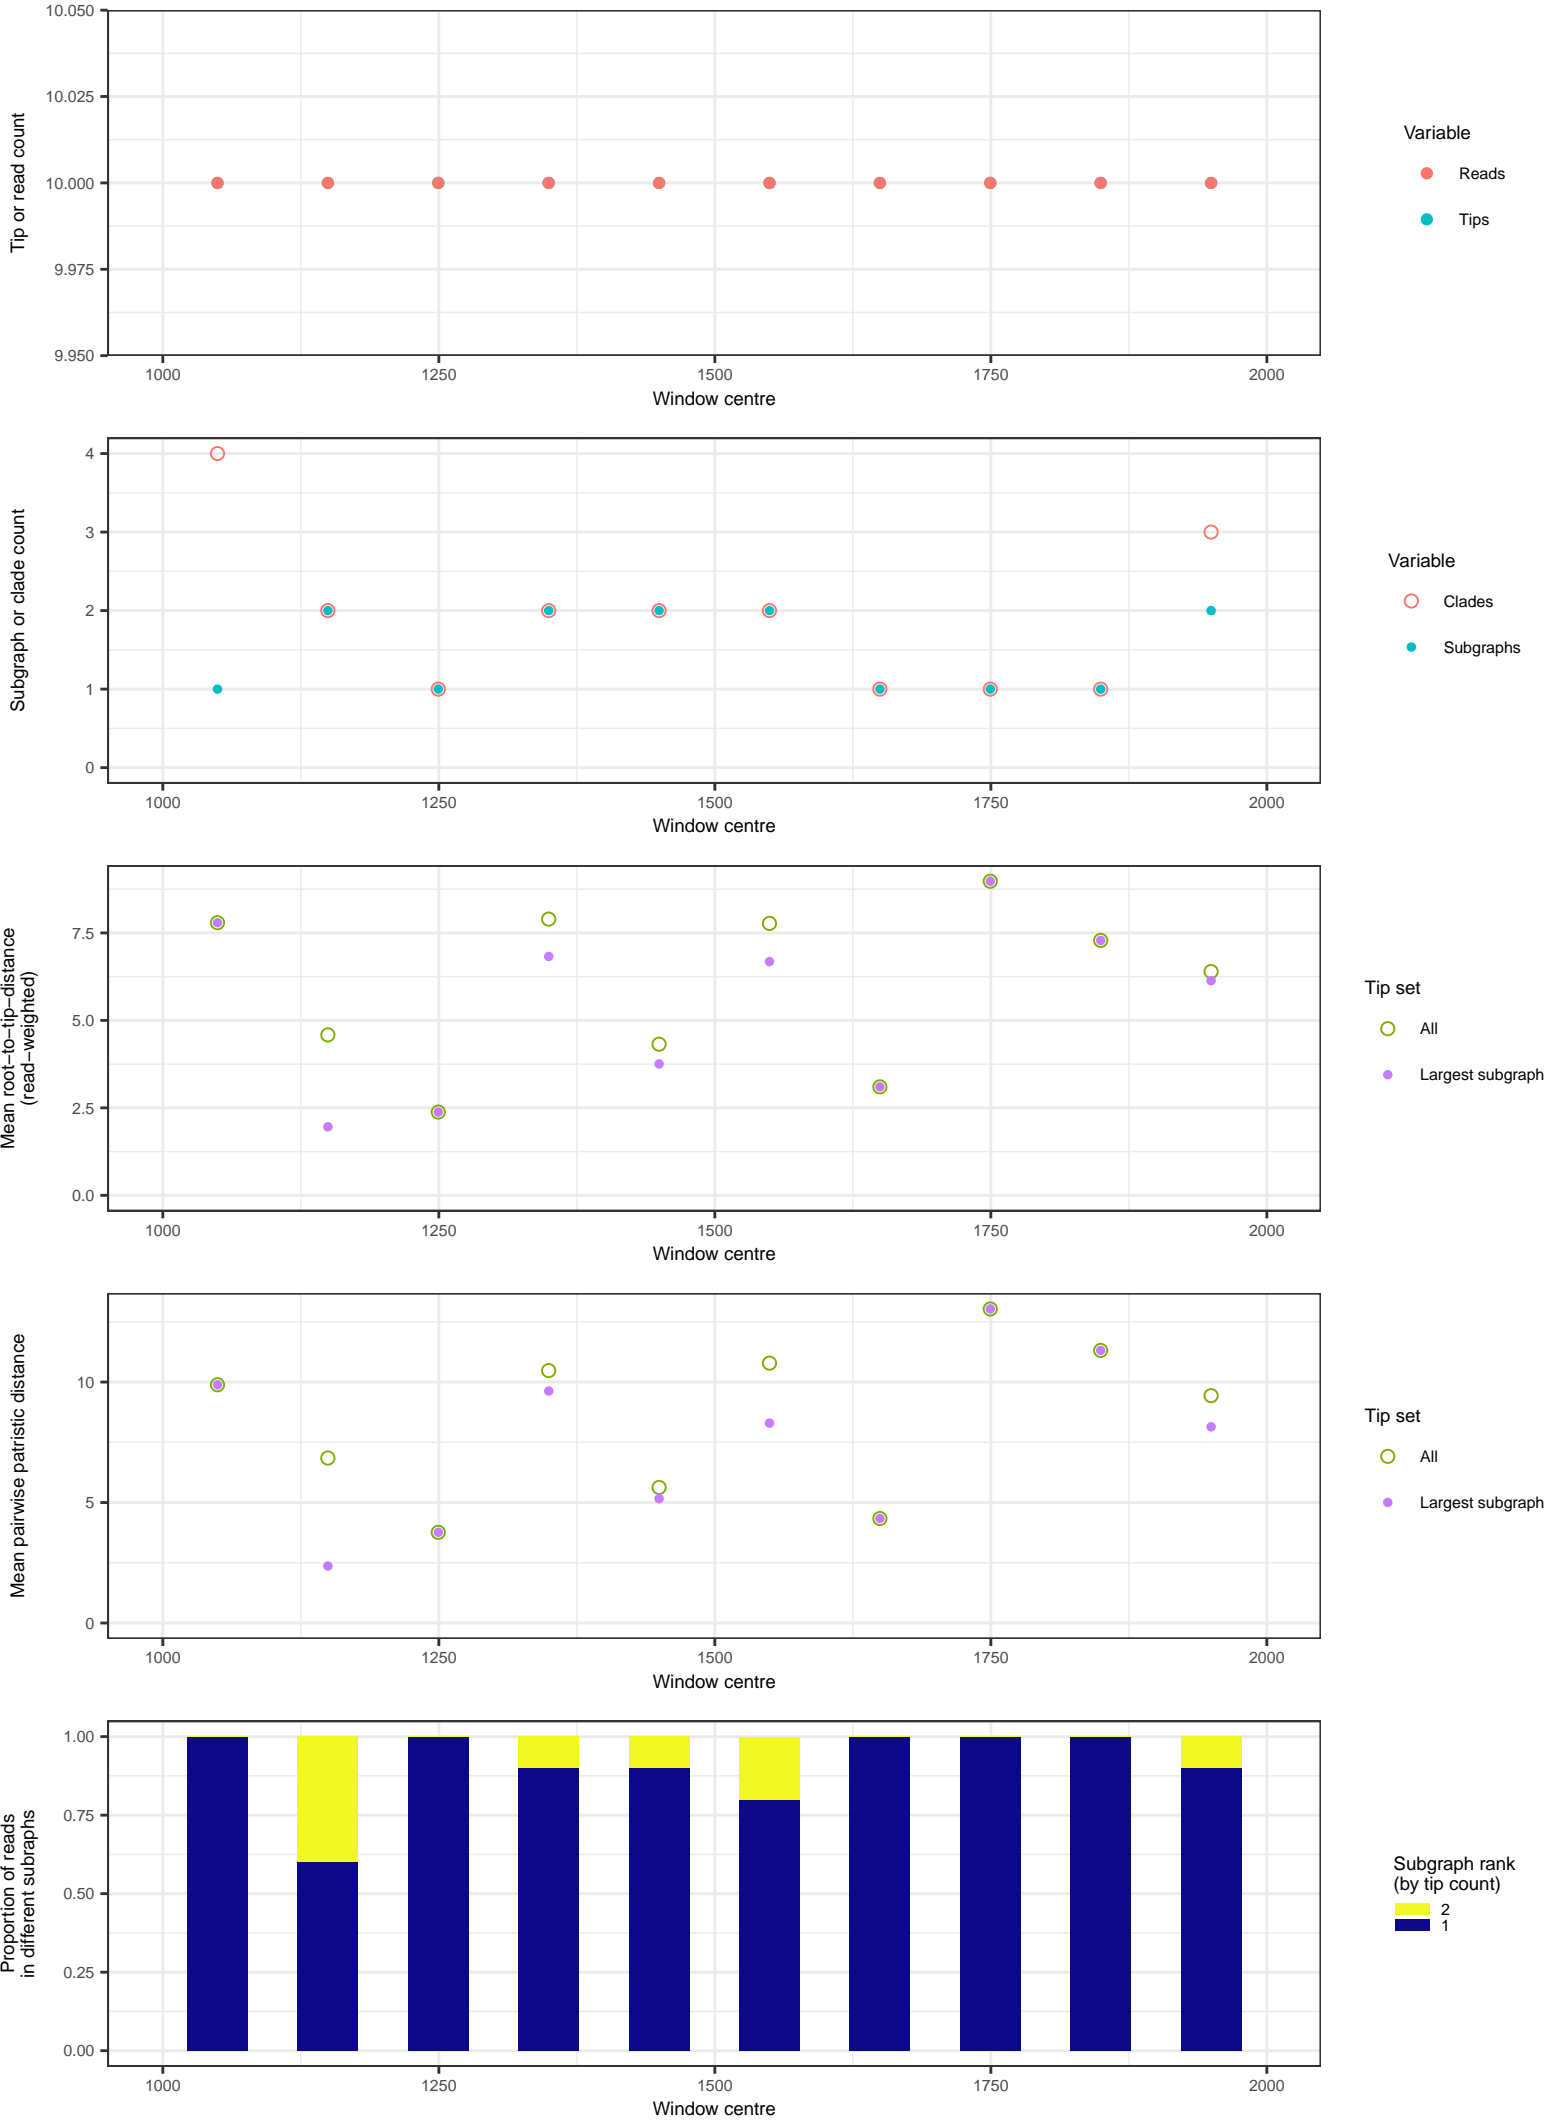 10.050
10.025
10.000
9.975
9.950
Tip or read count
1000 1250 1500 1750 2000
Window centre
Variable
Reads
Tips
4
3
2
1
0
Subgraph or clade count
1000 1250 1500 1750 2000
Window centre
Variable
Clades
Subgraphs
7.5
5.0
2.5
0.0
Mean root−to−tip−distance
(read−weighted)
1000 1250 1500 1750 2000
Window centre
Tip set
All
Largest subgraph
10
5
0
Mean pairwise patristic distance
1000 1250 1500 1750 2000
Window centre
Tip set
All
Largest subgraph
1.00
0.75
0.50
0.25
0.00
Proportion of reads
in different subraphs
1000 1250 1500 1750 2000
Window centre
Subgraph rank
(by tip count)
2
1